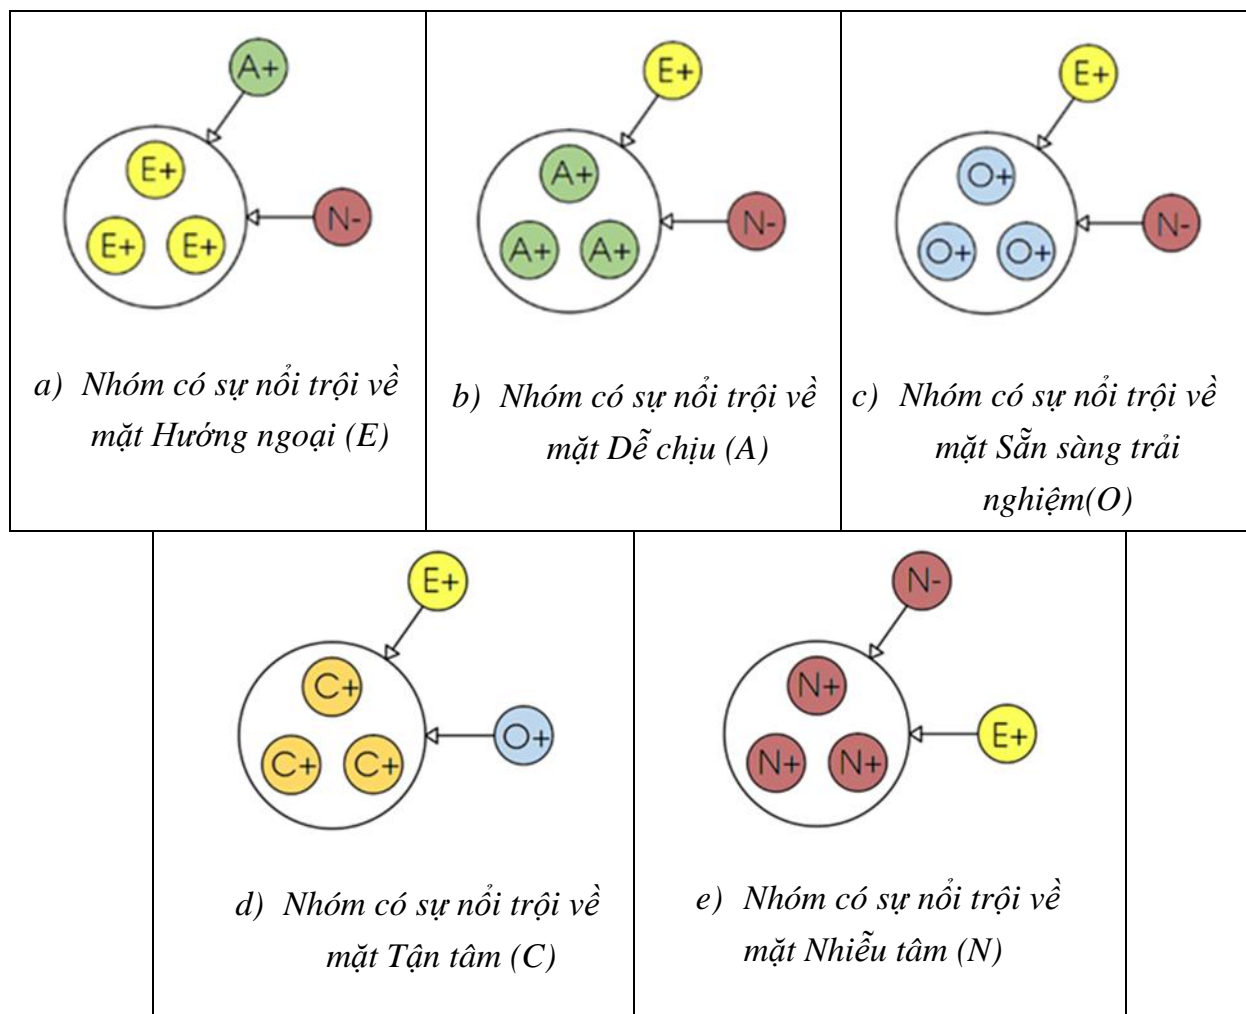 A+
E+
E+ E+
N-
a) Nhóm có sự nổi trội về
mặt Hướng ngoại (E)
E+
A+
A+ A+
N-
b) Nhóm có sự nổi trội về
mặt Dễ chịu (A)
E+
O+
O+ O+
N-
c) Nhóm có sự nổi trội về
mặt Sẵn sàng trải
nghiệm(O)
E+
C+
C+ C+
O+
d) Nhóm có sự nổi trội về
mặt Tận tâm (C)
N-
N+
N+ N+
E+
e) Nhóm có sự nổi trội về
mặt Nhiễu tâm (N)